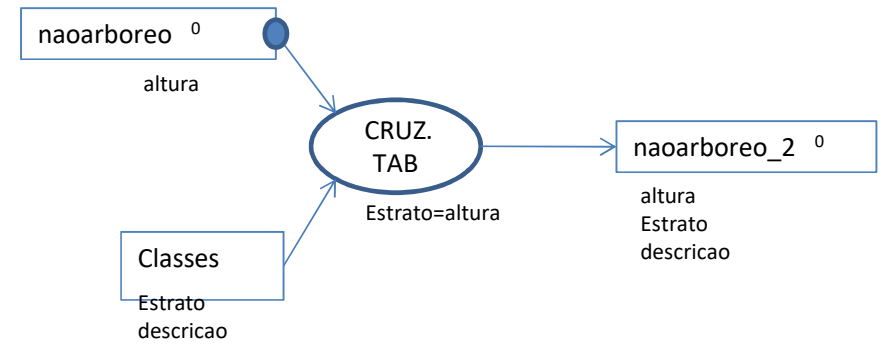 naoarboreo 0
altura
CRUZ.
TAB
Estrato=altura
naoarboreo_2 0
altura
Estrato
descricao
Classes
Estrato
descricao